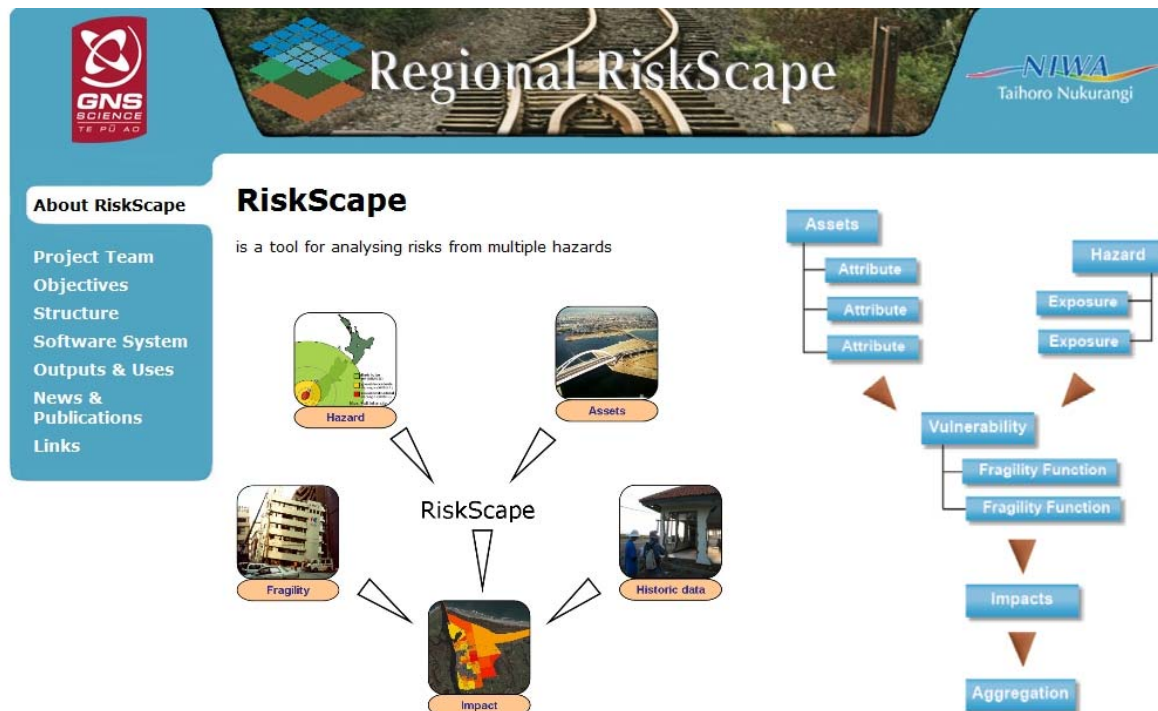 GNS
SCIENCE
TE PŪ AO
Regional RiskScape
NIWA
Taihoro Nukurangi
About RiskScape
Project Team
Objectives
Structure
Software System
Outputs & Uses
News &
Publications
Links
RiskScape
is a tool for analysing risks from multiple hazards
Hazard
Assets
RiskScape
Fragility
Historic data
Impact
Assets
Attribute
Attribute
Attribute
Hazard
Exposure
Exposure
Vulnerability
Fragility Function
Fragility Function
Impacts
Aggregation